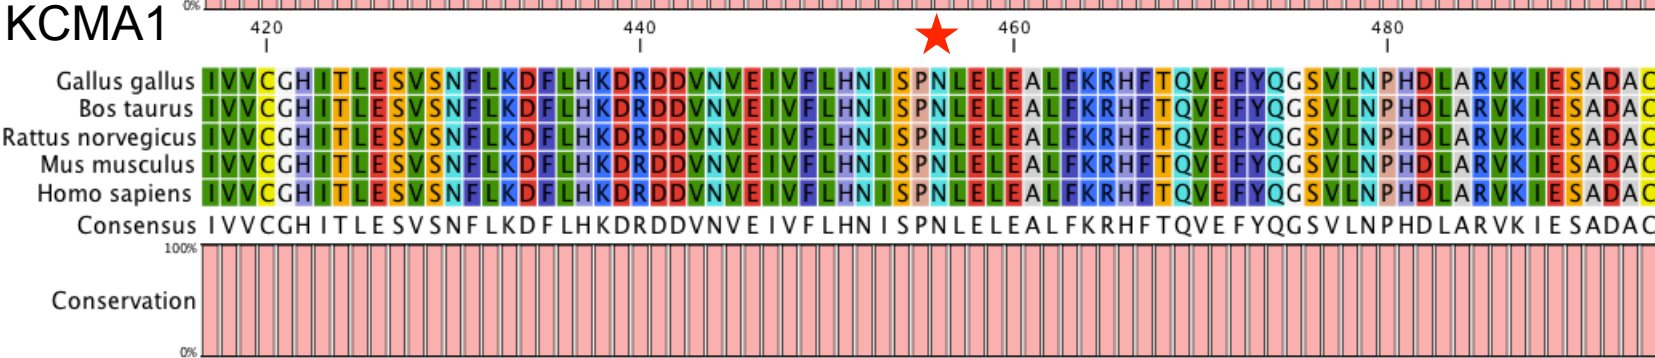 0%
KCMA1
420 440 460 480
Gallus gallus IVVCGHITLESVSNFLKDFLHKDRDDVNVEIVFLHNISPNLELEALFKRHFTQVEFYQGSVLNPHDLARVKIESADAC
Bos taurus IVVCGHITLESVSNFLKDFLHKDRDDVNVEIVFLHNISPNLELEALFKRHFTQVEFYQGSVLNPHDLARVKIESADAC
Rattus norvegicus IVVCGHITLESVSNFLKDFLHKDRDDVNVEIVFLHNISPNLELEALFKRHFTQVEFYQGSVLNPHDLARVKIESADAC
Mus musculus IVVCGHITLESVSNFLKDFLHKDRDDVNVEIVFLHNISPNLELEALFKRHFTQVEFYQGSVLNPHDLARVKIESADAC
Homo sapiens IVVCGHITLESVSNFLKDFLHKDRDDVNVEIVFLHNISPNLELEALFKRHFTQVEFYQGSVLNPHDLARVKIESADAC
Consensus IVVCGHITLESVSNFLKDFLHKDRDDVNVEIVFLHNISPNLELEALFKRHFTQVEFYQGSVLNPHDLARVKIESADAC
100%
Conservation
0%